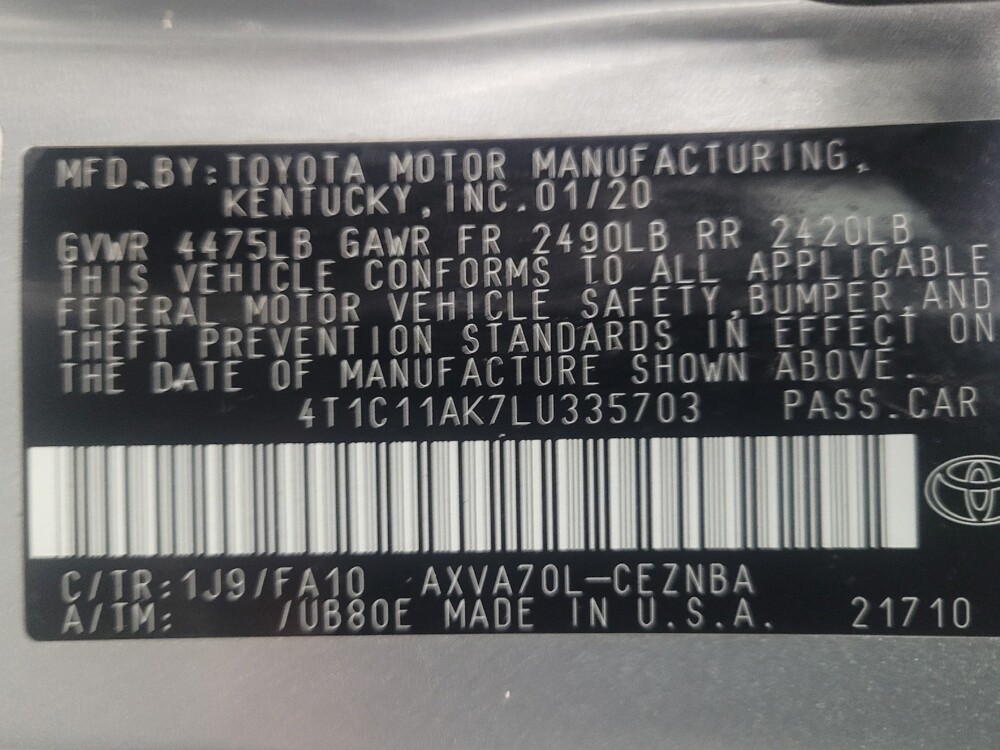 MFD.BY:TOYOTA MOTOR MANUFACTURING,
KENTUCKY, INC.01/20
GVWR 4475LB GAWR FR 2490LB RR 2420LB
THIS VEHICLE CONFORMS TO ALL APPLICABLE
FEDERAL MOTOR VEHICLE SAFETY,BUMPER,AND
THEFT PREVENTION STANDARDS IN EFFECT ON
THE DATE OF MANUFACTURE SHOWN ABOVE.
4T1C11AK7LU335703 PASS.CAR
C/TR:1J9/FA10 AXVA70L-CEZNBA
A/TM: /UB80E MADE IN U.S.A. 21710